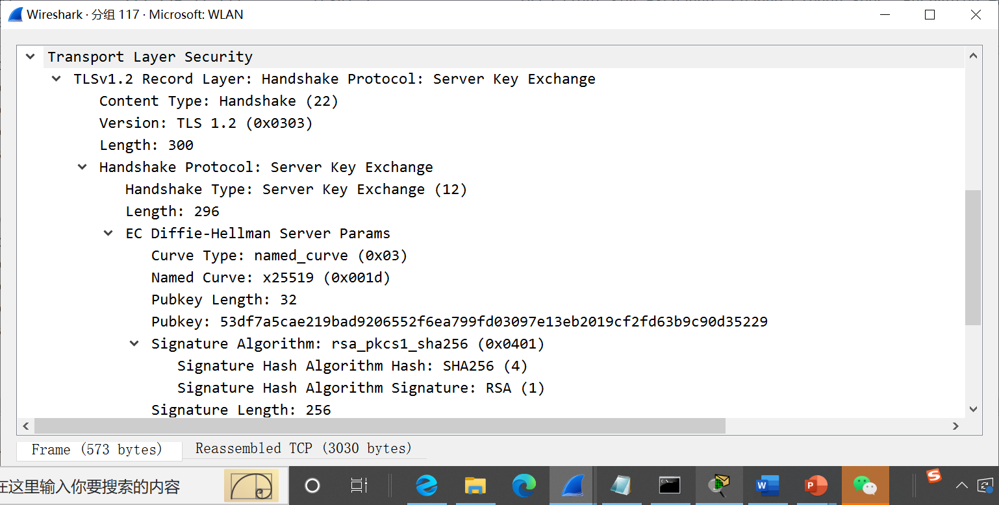 Wireshark · 分组 117 · Microsoft: WLAN
Transport Layer Security
TLSv1.2 Record Layer: Handshake Protocol: Server Key Exchange
Content Type: Handshake (22)
Version: TLS 1.2 (0x0303)
Length: 300
Handshake Protocol: Server Key Exchange
Handshake Type: Server Key Exchange (12)
Length: 296
EC Diffie-Hellman Server Params
Curve Type: named_curve (0x03)
Named Curve: x25519 (0x001d)
Pubkey Length: 32
Pubkey: 53df7a5cae219bad9206552f6ea799fd03097e13eb2019cf2fd63b9c90d35229
Signature Algorithm: rsa_pkcs1_sha256 (0x0401)
Signature Hash Algorithm Hash: SHA256 (4)
Signature Hash Algorithm Signature: RSA (1)
Signature Length: 256
Frame (573 bytes) Reassembled TCP (3030 bytes)
在这里输入你要搜索的内容